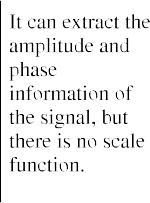 It can extract the
amplitude and
phase
information of
the signal, but
there is no scale
function.